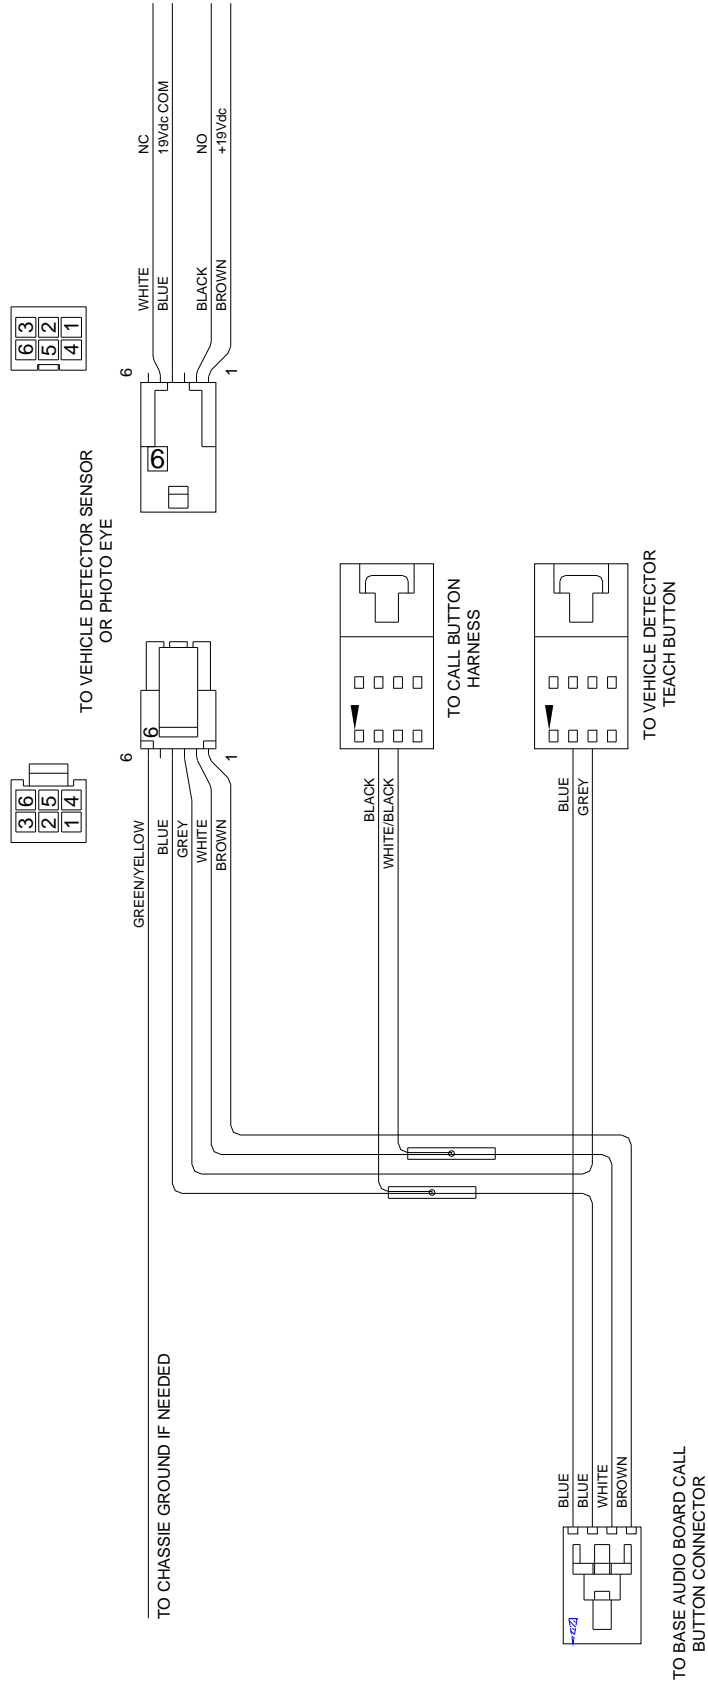 TO CHASSIE GROUND IF NEEDED
GREEN/YELLOW
BLUE
GREY
WHITE
BROWN
6
1
6
3 6
2 5
1 4
TO VEHICLE DETECTOR SENSOR
OR PHOTO EYE
6
1
6
6 3
5 2
4 1
WHITE
BLUE
BLACK
BROWN
NC
19Vdc COM
NO
+19Vdc
BLACK
WHITE/BLACK
TO CALL BUTTON
HARNESS
BLUE
GREY
TO VEHICLE DETECTOR
TEACH BUTTON
BLUE
BLUE
WHITE
BROWN
TO BASE AUDIO BOARD CALL
BUTTON CONNECTOR